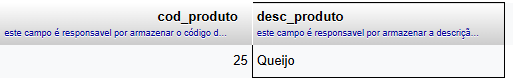 cod_produto desc_produto
este campo é responsavel por armazenar o código d... este campo é responsavel por armazenar a descriçã...
25 Queijo